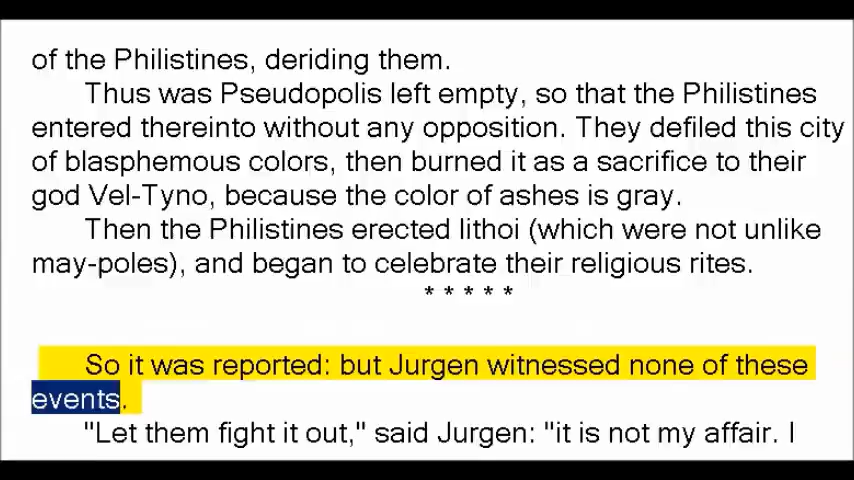 of the Philistines, deriding them.
Thus was Pseudopolis left empty, so that the Philistines
entered thereinto without any opposition. They defiled this city
of blasphemous colors, then burned it as a sacrifice to their
god Vel-Tyno, because the color of ashes is gray.
Then the Philistines erected lithoi (which were not unlike
may-poles), and began to celebrate their religious rites.
* * * * *
So it was reported: but Jurgen witnessed none of these
events.
"Let them fight it out," said Jurgen: "it is not my affair. I